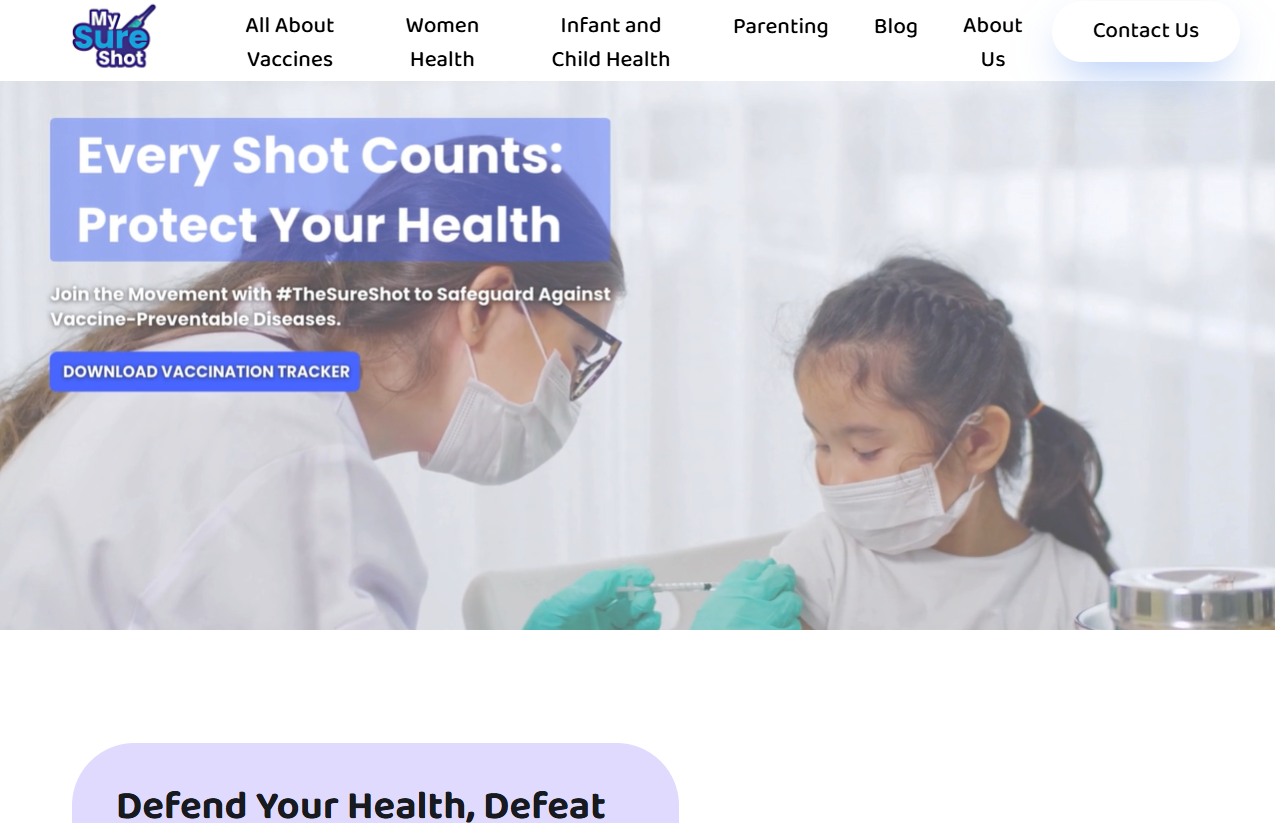 My
Sure
Shot
All About
Vaccines
Women
Health
Infant and
Child Health
Parenting
Blog
About
Us
Contact Us
Every Shot Counts:
Protect Your Health
Join the Movement with #TheSureShot to Safeguard Against
Vaccine-Preventable Diseases.
DOWNLOAD VACCINATION TRACKER
Defend Your Health, Defeat